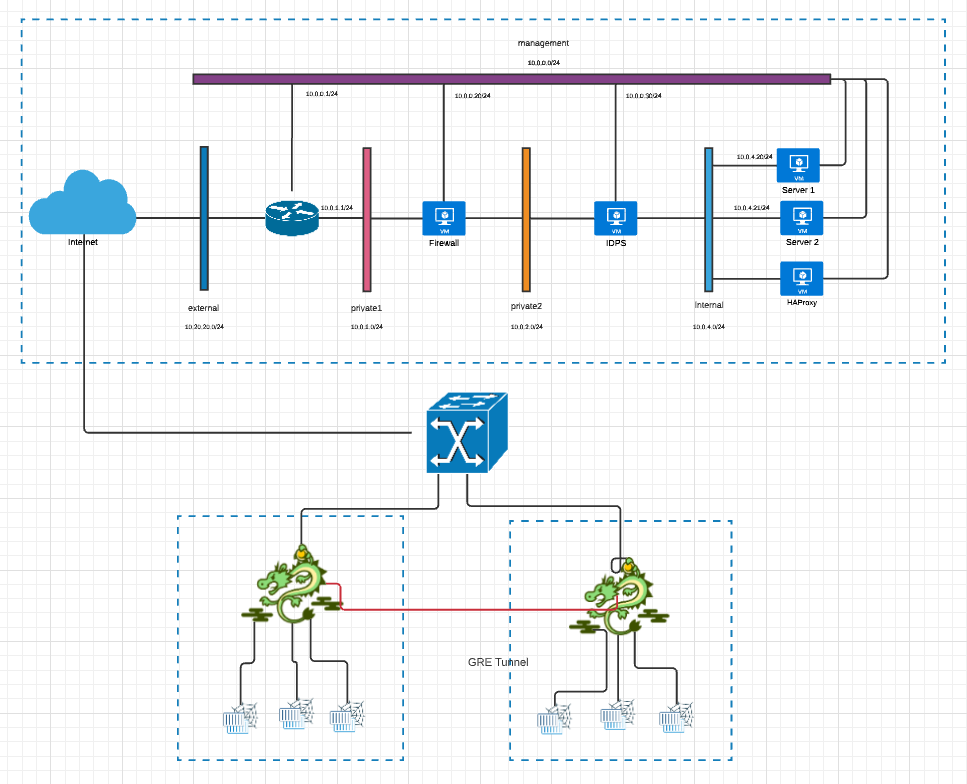 management
10.0.0.0/24
10.0.0.1/24
10.0.0.20/24
10.0.0.30/24
10.0.4.20/24
VM
Server 1
Internet
10.0.1.1/24
VM
Firewall
VM
IDPS
10.0.4.21/24
VM
Server 2
VM
HAProxy
external
10.20.20.0/24
private1
10.0.1.0/24
private2
10.0.2.0/24
Internal
10.0.4.0/24
GRE Tunnel